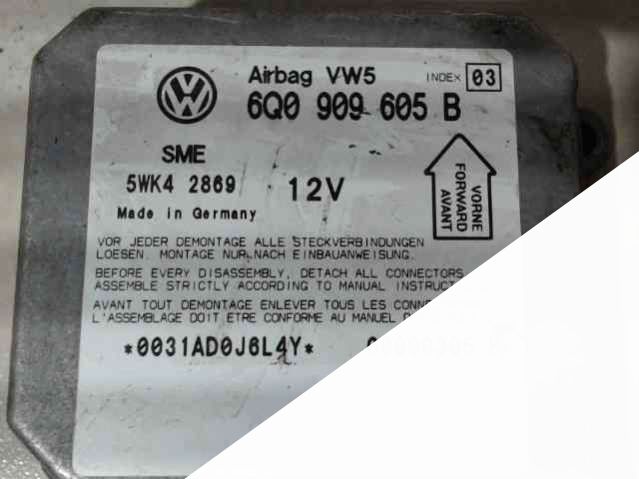 Airbag VW5 INDEX 03
6Q0 909 605 B
SME
5WK4 2869 12V
Made in Germany
VORNE
FORWARD
AVANT
VOR JEDER DEMONTAGE ALLE STECKVERBINDUNGEN
LOESEN. MONTAGE NUR NACH EINBAUANWEISUNG.
BEFORE EVERY DISASSEMBLY, DETACH ALL CONNECTORS
ASSEMBLE STRICTLY ACCORDING TO MANUAL
AVANT TOUT DEMONTAGE ENLEVER TOUS LES
L'ASSEMBLAGE DOIT ETRE CONFORME AU MANUEL
*0031AD0J6L4Y*